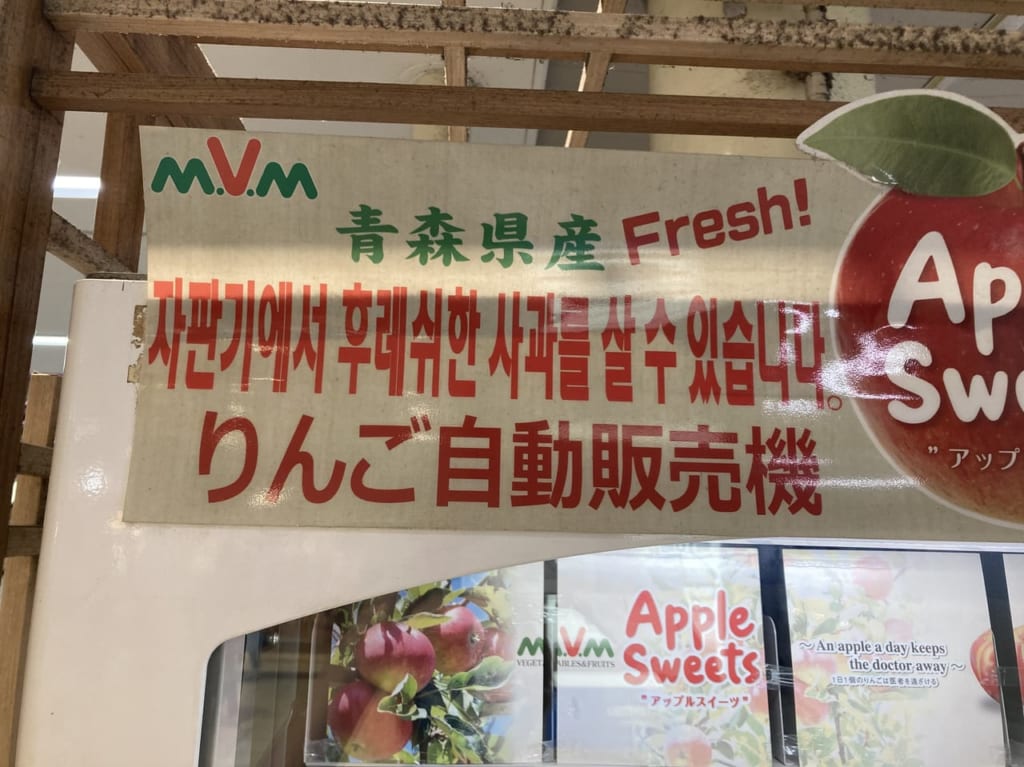 M.V.M
青森県産 Fresh!
자판기에서 후레쉬한 사과를 살 수 있습니다.
りんご自動販売機
Ap
Swe
"アップ
M.V.M
VEGETABLES&FRUITS
Apple
Sweets
"アップルスイーツ"
～An apple a day keeps
the doctor away～
1日1個のりんごは医者を遠ざける